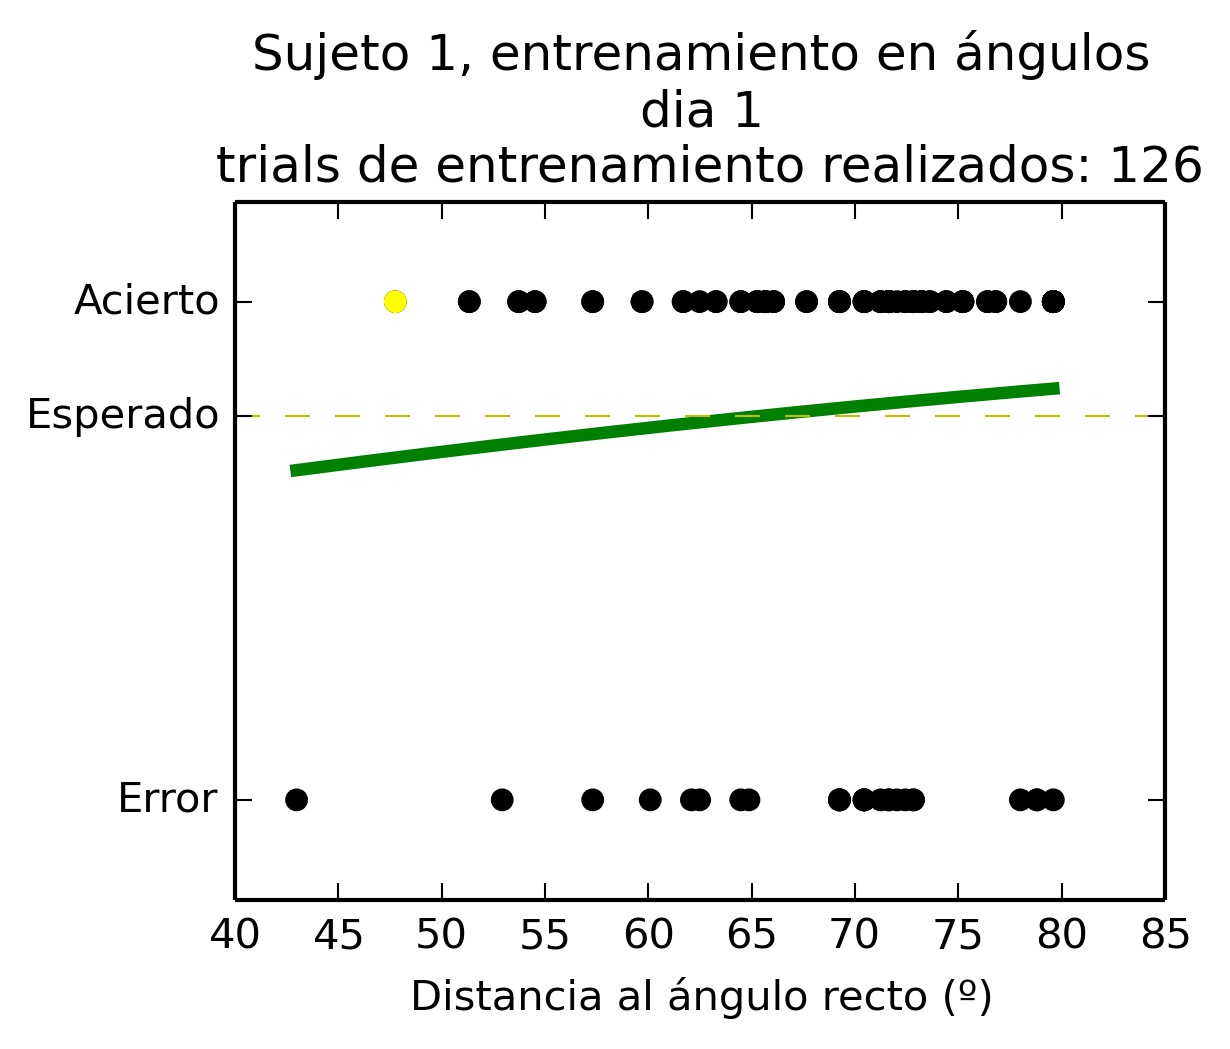 Sujeto 1, entrenamiento en ángulos
dia 1
trials de entrenamiento realizados: 126
Acierto
Esperado
Error
40 45 50 55 60 65 70 75 80 85
Distancia al ángulo recto (º)